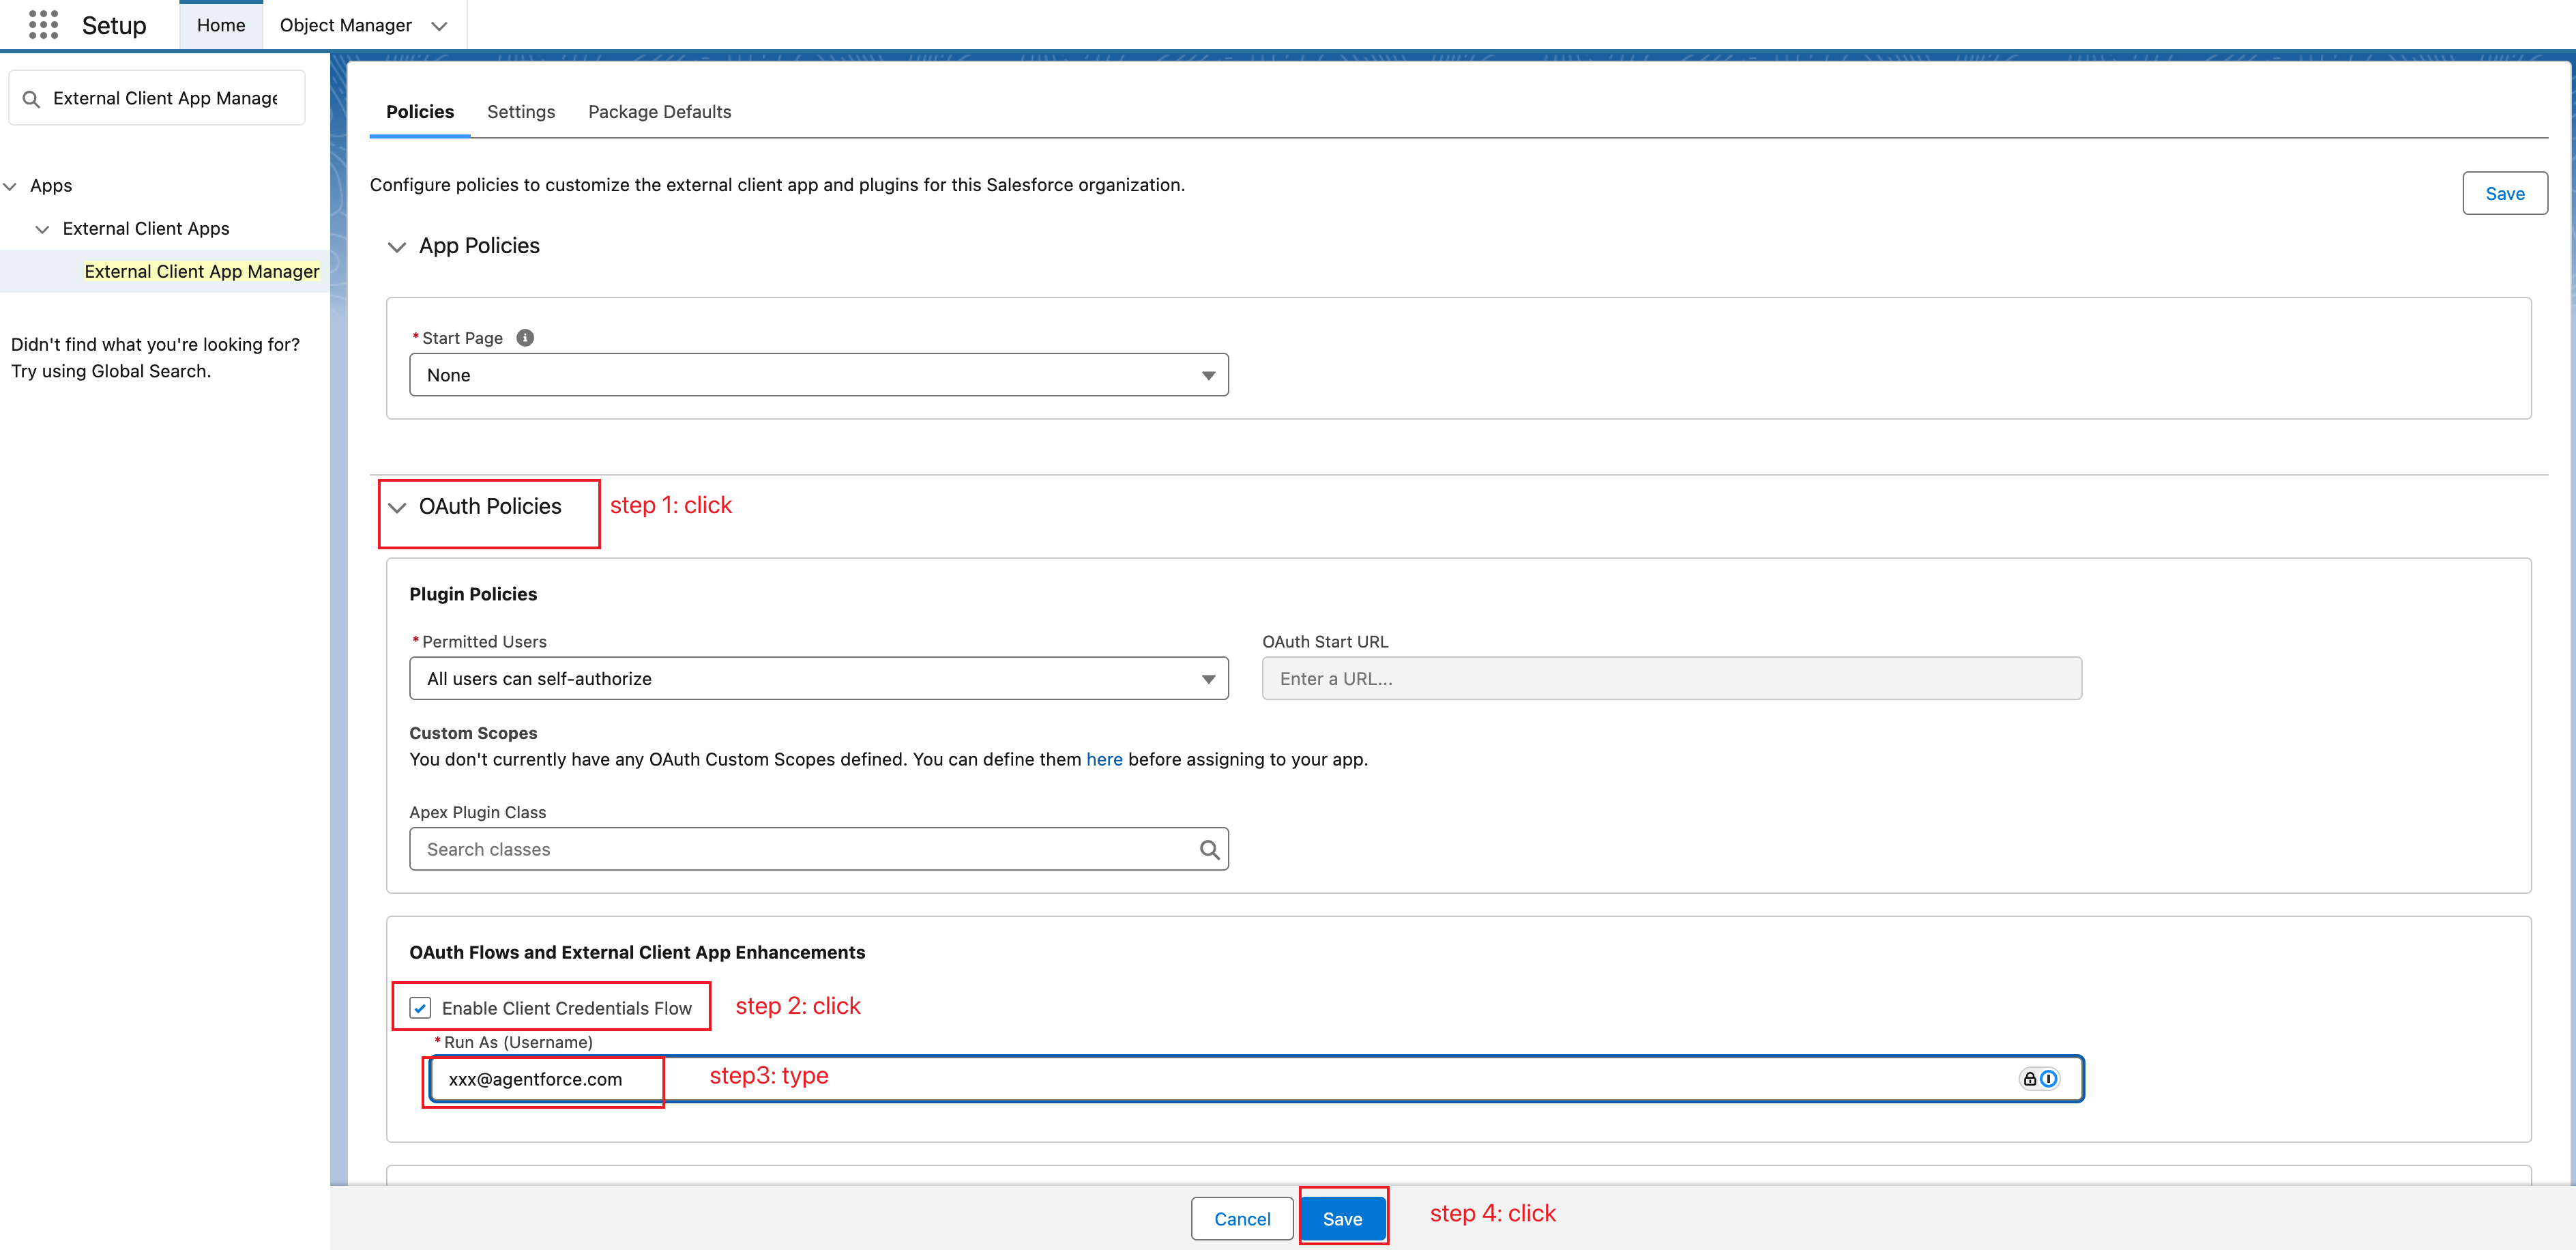 Setup
Home
Object Manager
External Client App Manage
Apps
External Client Apps
External Client App Manager
Didn't find what you're looking for?
Try using Global Search.
Policies
Settings
Package Defaults
Configure policies to customize the external client app and plugins for this Salesforce organization.
Save
App Policies
* Start Page
None
OAuth Policies
step 1: click
Plugin Policies
* Permitted Users
All users can self-authorize
OAuth Start URL
Enter a URL...
Custom Scopes
You don't currently have any OAuth Custom Scopes defined. You can define them here before assigning to your app.
Apex Plugin Class
Search classes
OAuth Flows and External Client App Enhancements
Enable Client Credentials Flow
step 2: click
* Run As (Username)
xxx@agentforce.com
step3: type
Cancel
Save
step 4: click